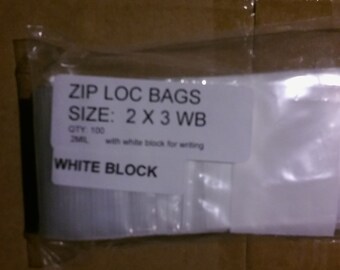 ZIP LOC BAGS
SIZE: 2 X 3 WB
QTY: 100
2MIL with white block for writing
WHITE BLOCK